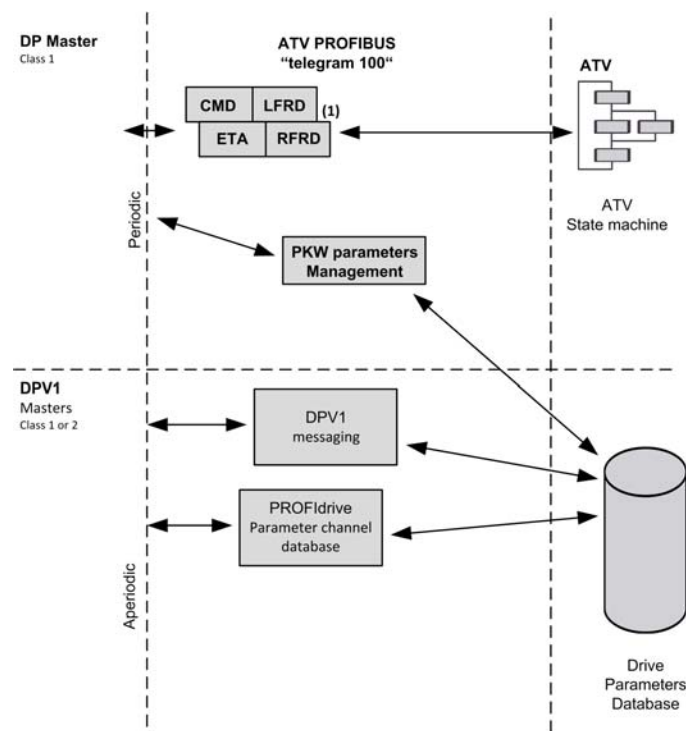 DP Master
Class 1
ATV PROFIBUS
“telegram 100“
ATV
CMD LFRD
(1)
ETA RFRD
Periodic
ATV
State machine
PKW parameters
Management
DPV1
Masters
Class 1 or 2
DPV1
messaging
PROFIdrive
Parameter channel
database
Aperiodic
Drive
Parameters
Database